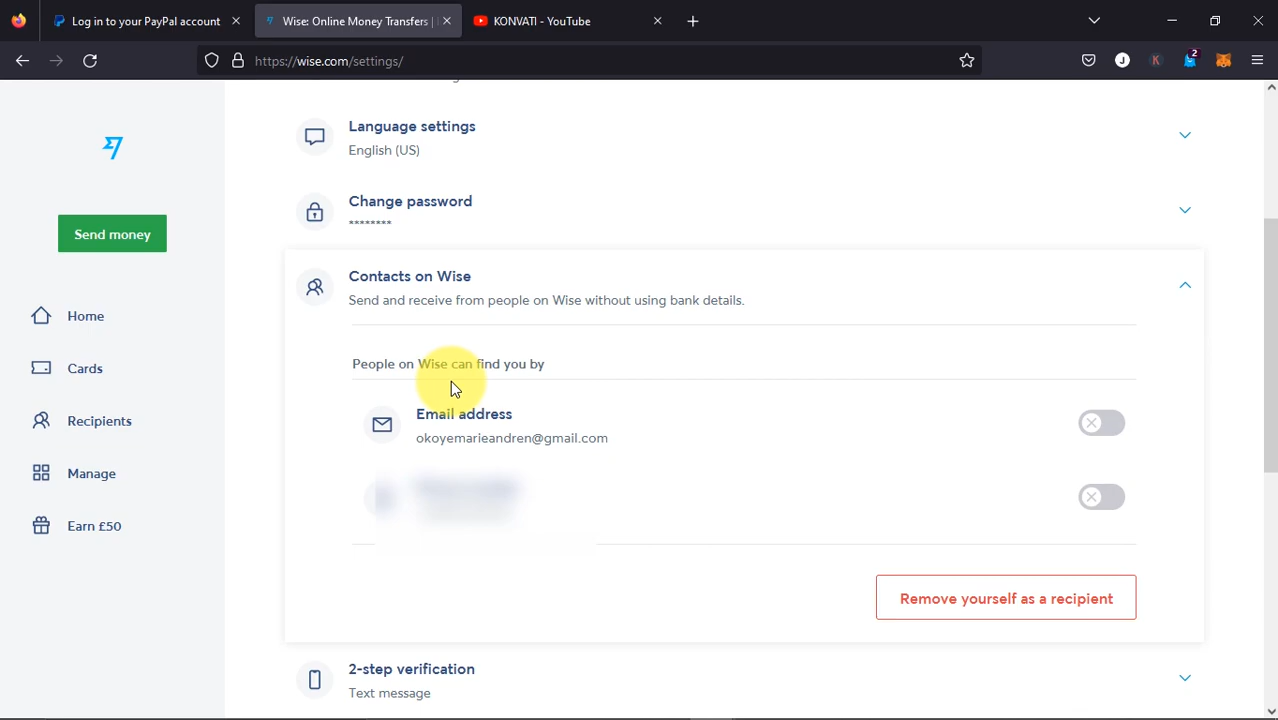 Log in to your PayPal account
Wise: Online Money Transfers |
KONVATI - YouTube
https://wise.com/settings/
J
K
2
Language settings
English (US)
Send money
Change password
********
Contacts on Wise
Send and receive from people on Wise without using bank details.
Home
People on Wise can find you by
Cards
Email address
okoyemarieandren@gmail.com
Recipients
Manage
Earn £50
Remove yourself as a recipient
2-step verification
Text message